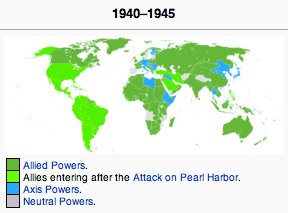 1940–1945
Allied Powers.
Allies entering after the Attack on Pearl Harbor.
Axis Powers.
Neutral Powers.